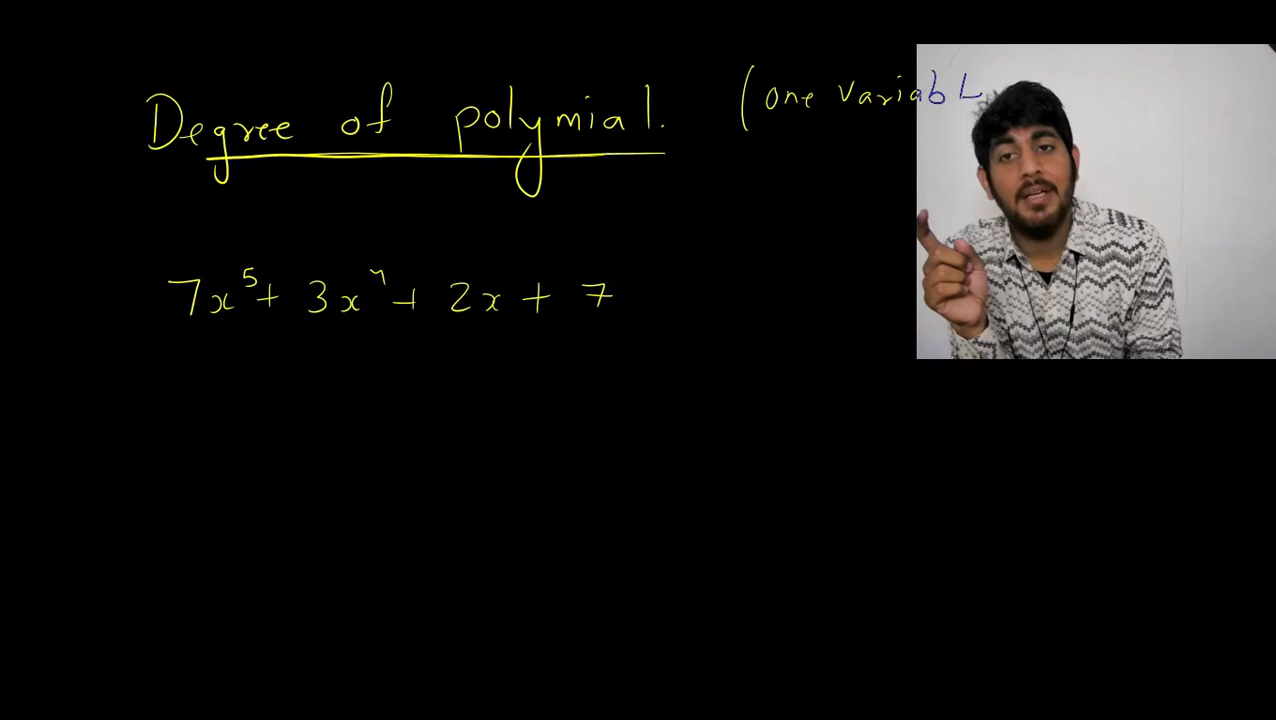 Degree of polymial. (one variabL
7x⁵ + 3x⁴ + 2x + 7